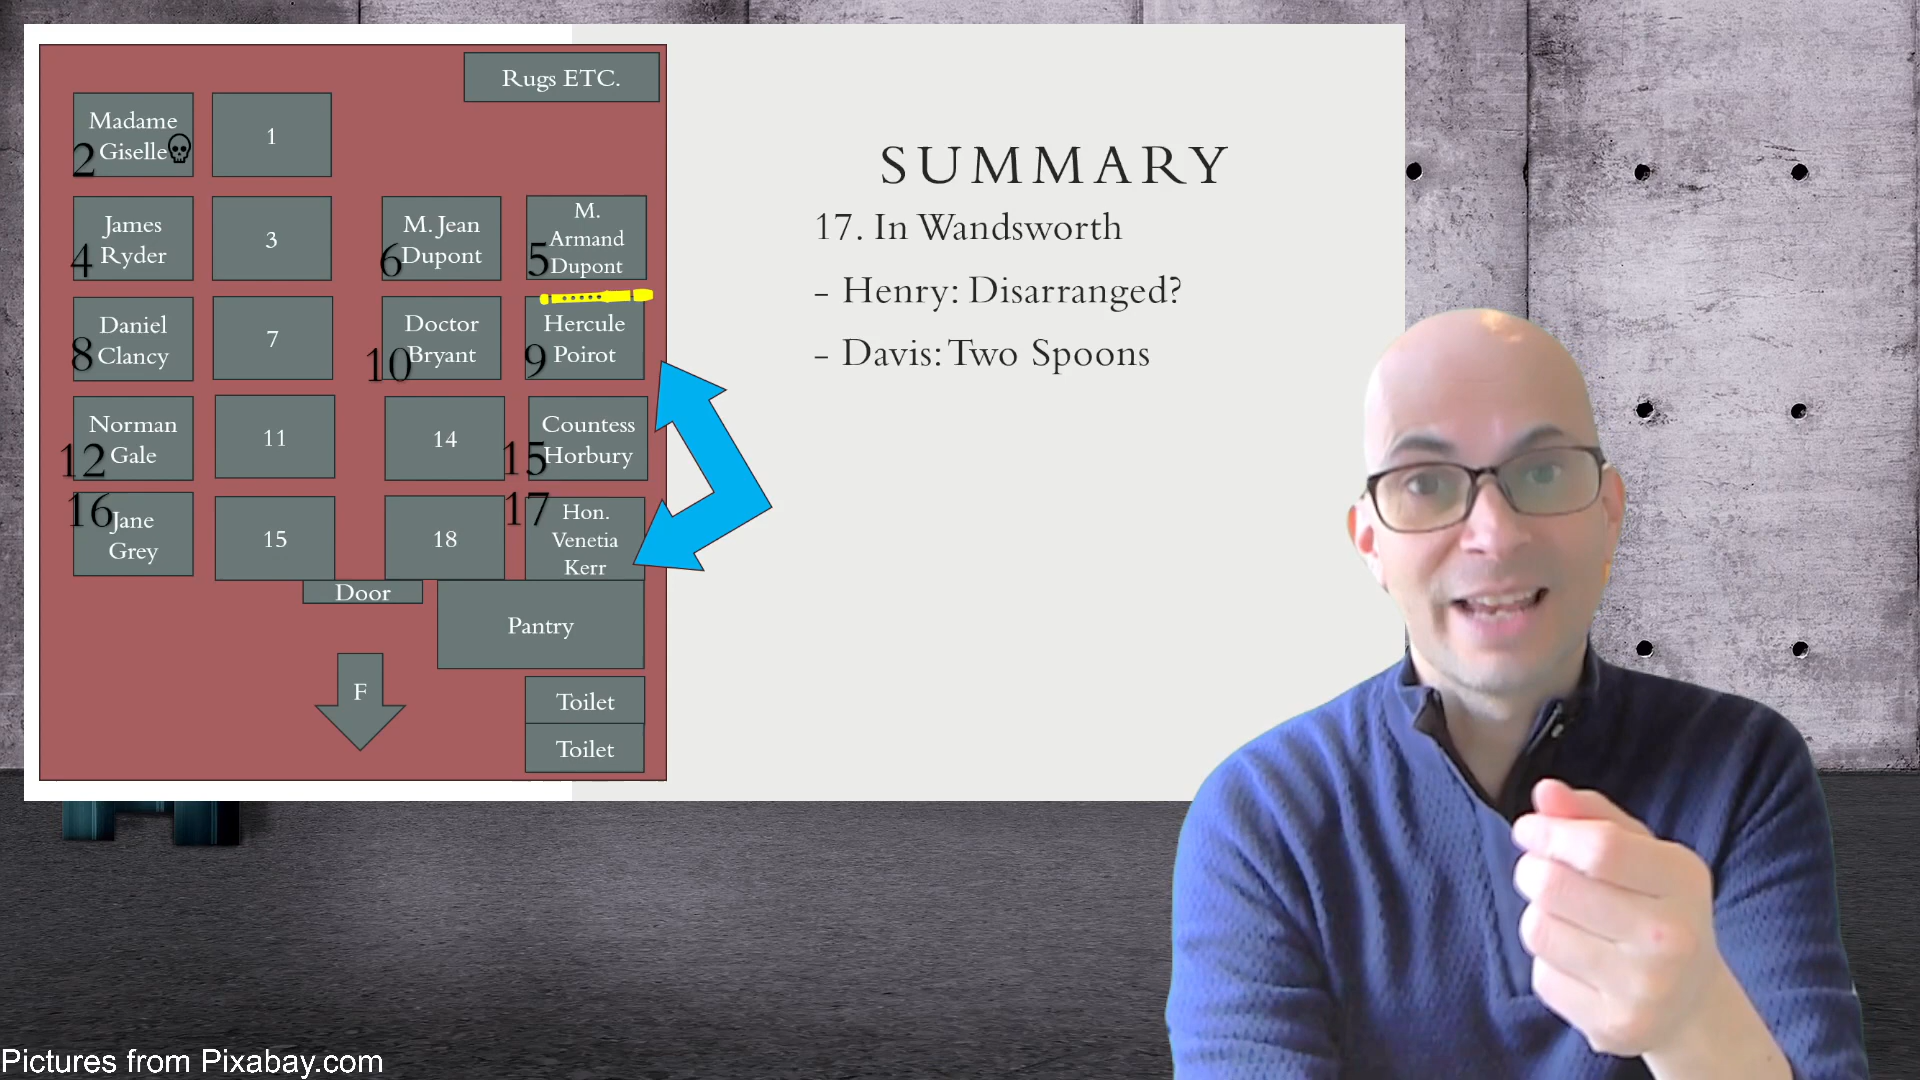 Rugs ETC.
Madame
Giselle
2
1
James
Ryder
4
3
M. Jean
Dupont
6
M.
Armand
Dupont
5
Daniel
Clancy
8
7
Doctor
Bryant
10
Hercule
Poirot
9
Norman
Gale
12
11
14
Countess
Horbury
15
16
Jane
Grey
15
18
17
Hon.
Venetia
Kerr
Door
Pantry
F
Toilet
Toilet
SUMMARY
17. In Wandsworth
- Henry: Disarranged?
- Davis: Two Spoons
Pictures from Pixabay.com